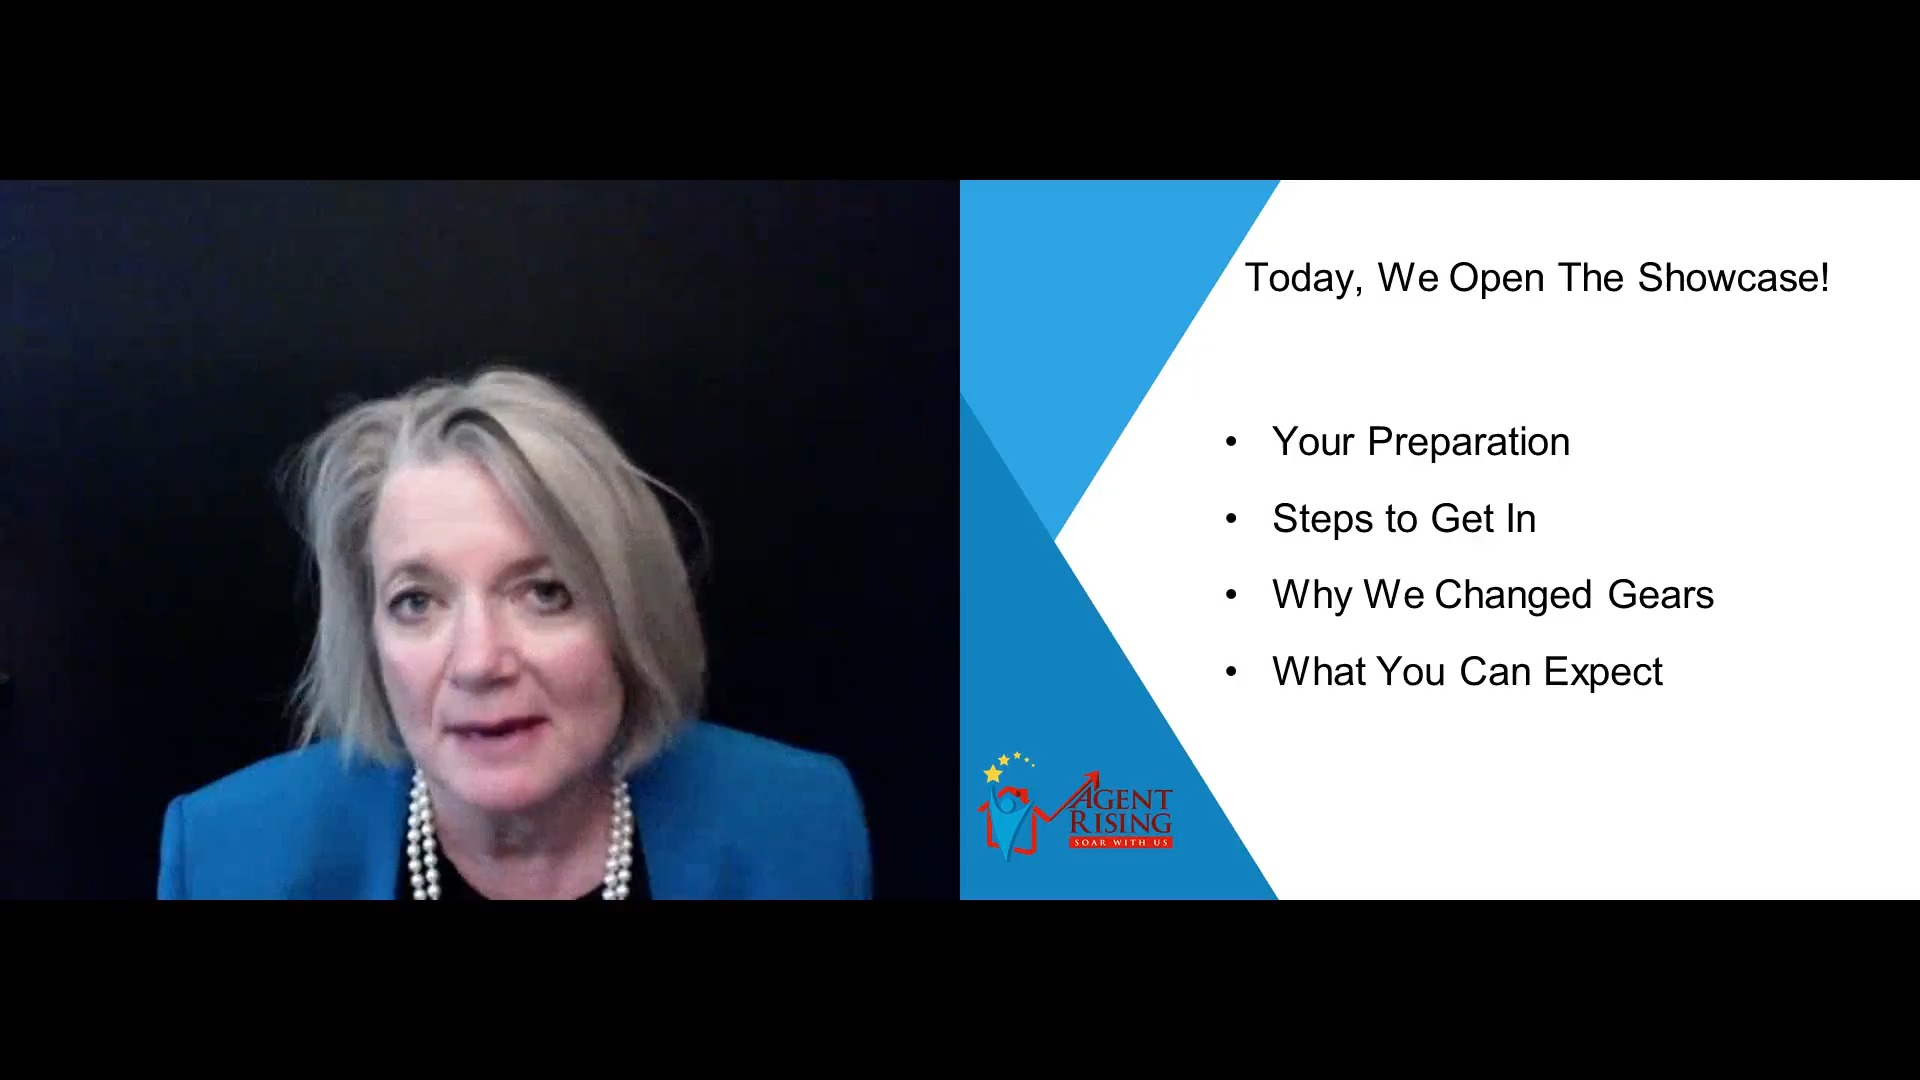 Today, We Open The Showcase!
• Your Preparation
• Steps to Get In
• Why We Changed Gears
• What You Can Expect
AGENT
RISING
SOAR WITH US